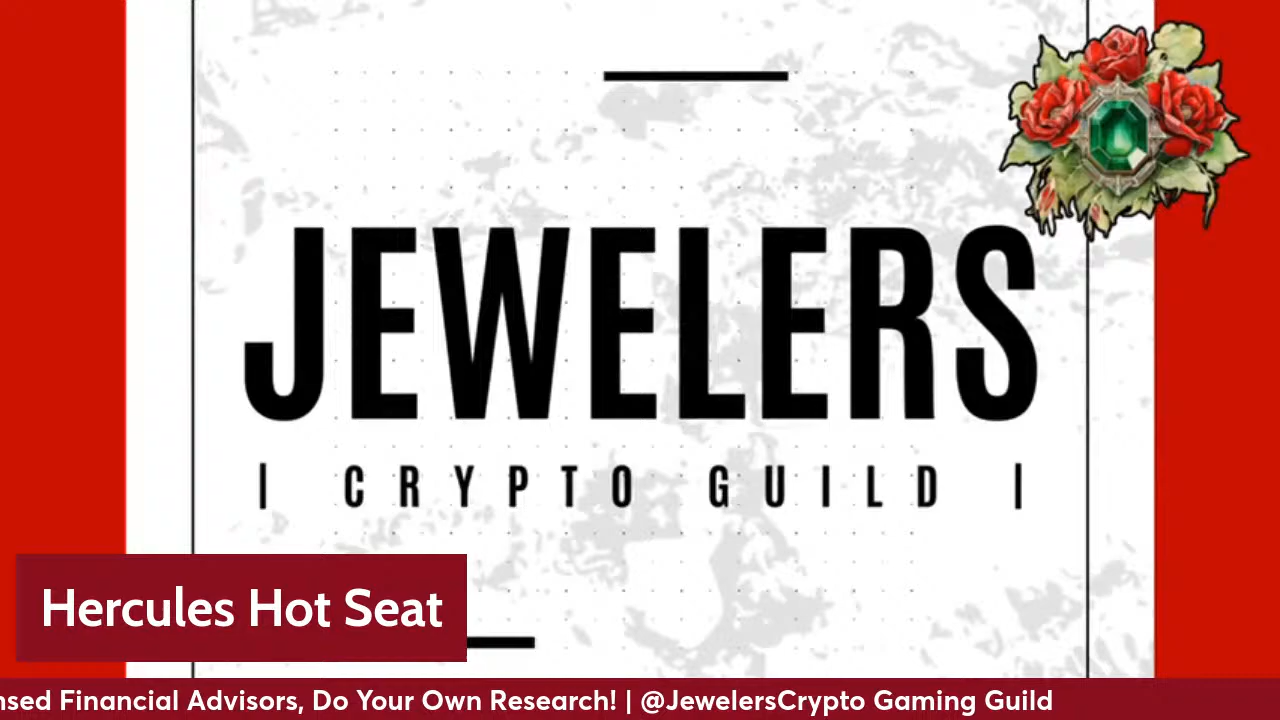 JEWELERS
| CRYPTO GUILD |
Hercules Hot Seat
Financial Advisors, Do Your Own Research! | @JewelersCrypto Gaming Guild